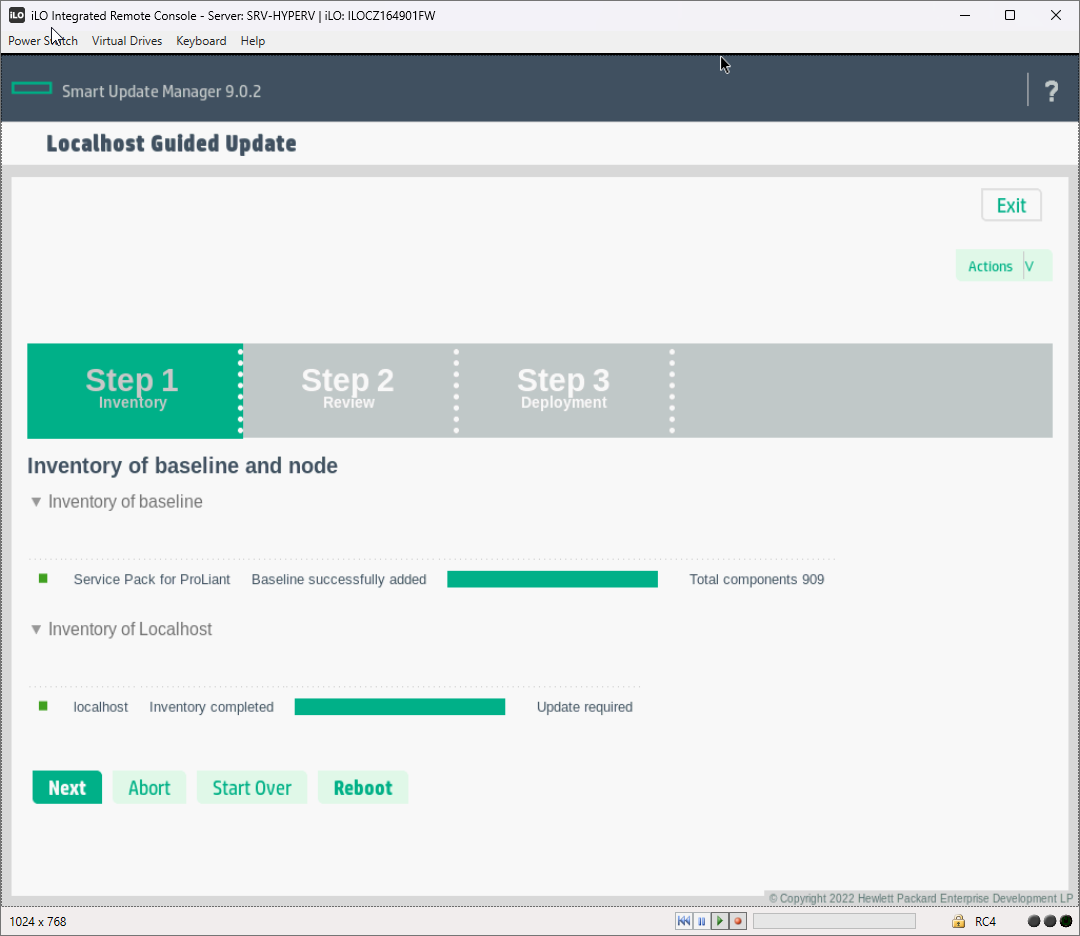 iLO iLO Integrated Remote Console - Server: SRV-HYPERV | iLO: ILOCZ164901FW
Power Switch Virtual Drives Keyboard Help
Smart Update Manager 9.0.2 ?
Localhost Guided Update
Exit
Actions V
Step 1 Step 2 Step 3
Inventory Review Deployment
Inventory of baseline and node
Inventory of baseline
Service Pack for ProLiant Baseline successfully added Total components 909
Inventory of Localhost
localhost Inventory completed Update required
Next Abort Start Over Reboot
© Copyright 2022 Hewlett Packard Enterprise Development LP
1024 x 768 RC4